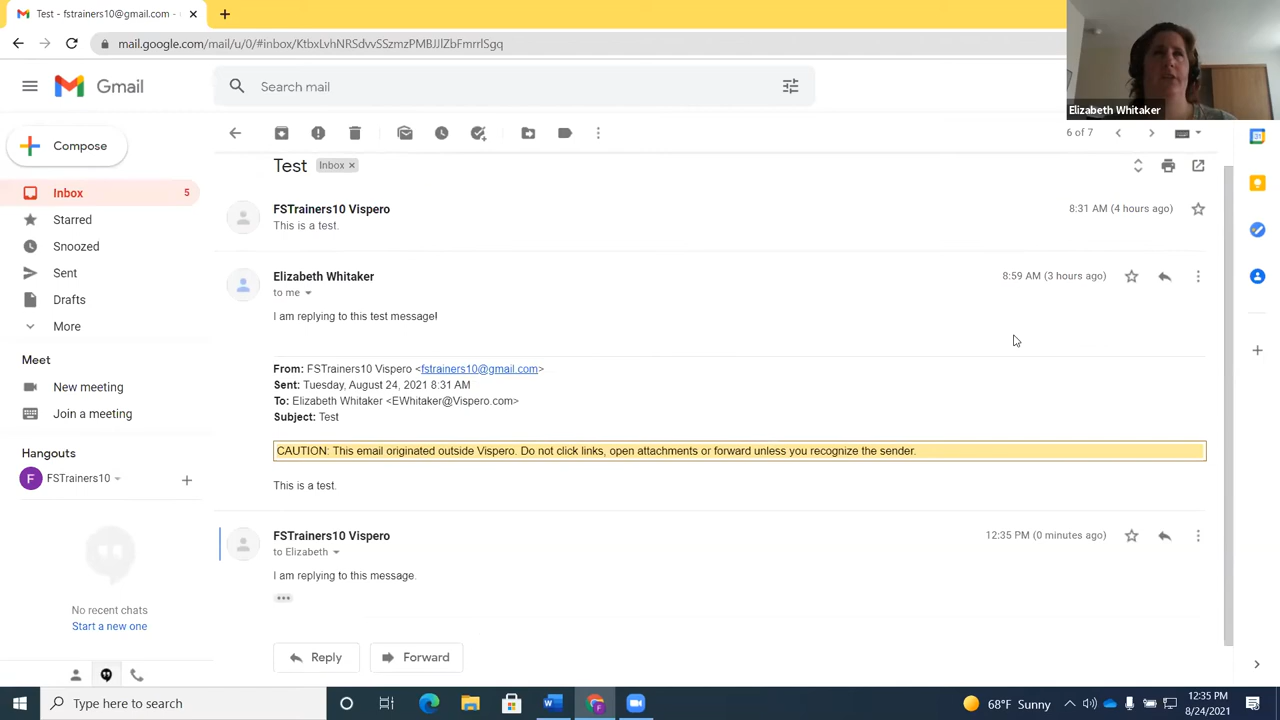 Test - fstrainers10@gmail.com -
mail.google.com/mail/u/0/#inbox/KtbxLvhNRSdvvSSzmzPMBJJlZbFmrrlSgq
Elizabeth Whitaker
Gmail
Search mail
Compose
6 of 7
Test Inbox
Inbox 5
Starred
Snoozed
Sent
Drafts
More
FSTrainers10 Vispero 8:31 AM (4 hours ago)
This is a test.
Elizabeth Whitaker 8:59 AM (3 hours ago)
to me
I am replying to this test message!
From: FSTrainers10 Vispero <fstrainers10@gmail.com>
Sent: Tuesday, August 24, 2021 8:31 AM
To: Elizabeth Whitaker <EWhitaker@Vispero.com>
Subject: Test
CAUTION: This email originated outside Vispero. Do not click links, open attachments or forward unless you recognize the sender.
This is a test.
Meet
New meeting
Join a meeting
Hangouts
FSTrainers10
No recent chats
Start a new one
FSTrainers10 Vispero 12:35 PM (0 minutes ago)
to Elizabeth
I am replying to this message.
Reply Forward
Type here to search
68°F Sunny
12:35 PM
8/24/2021